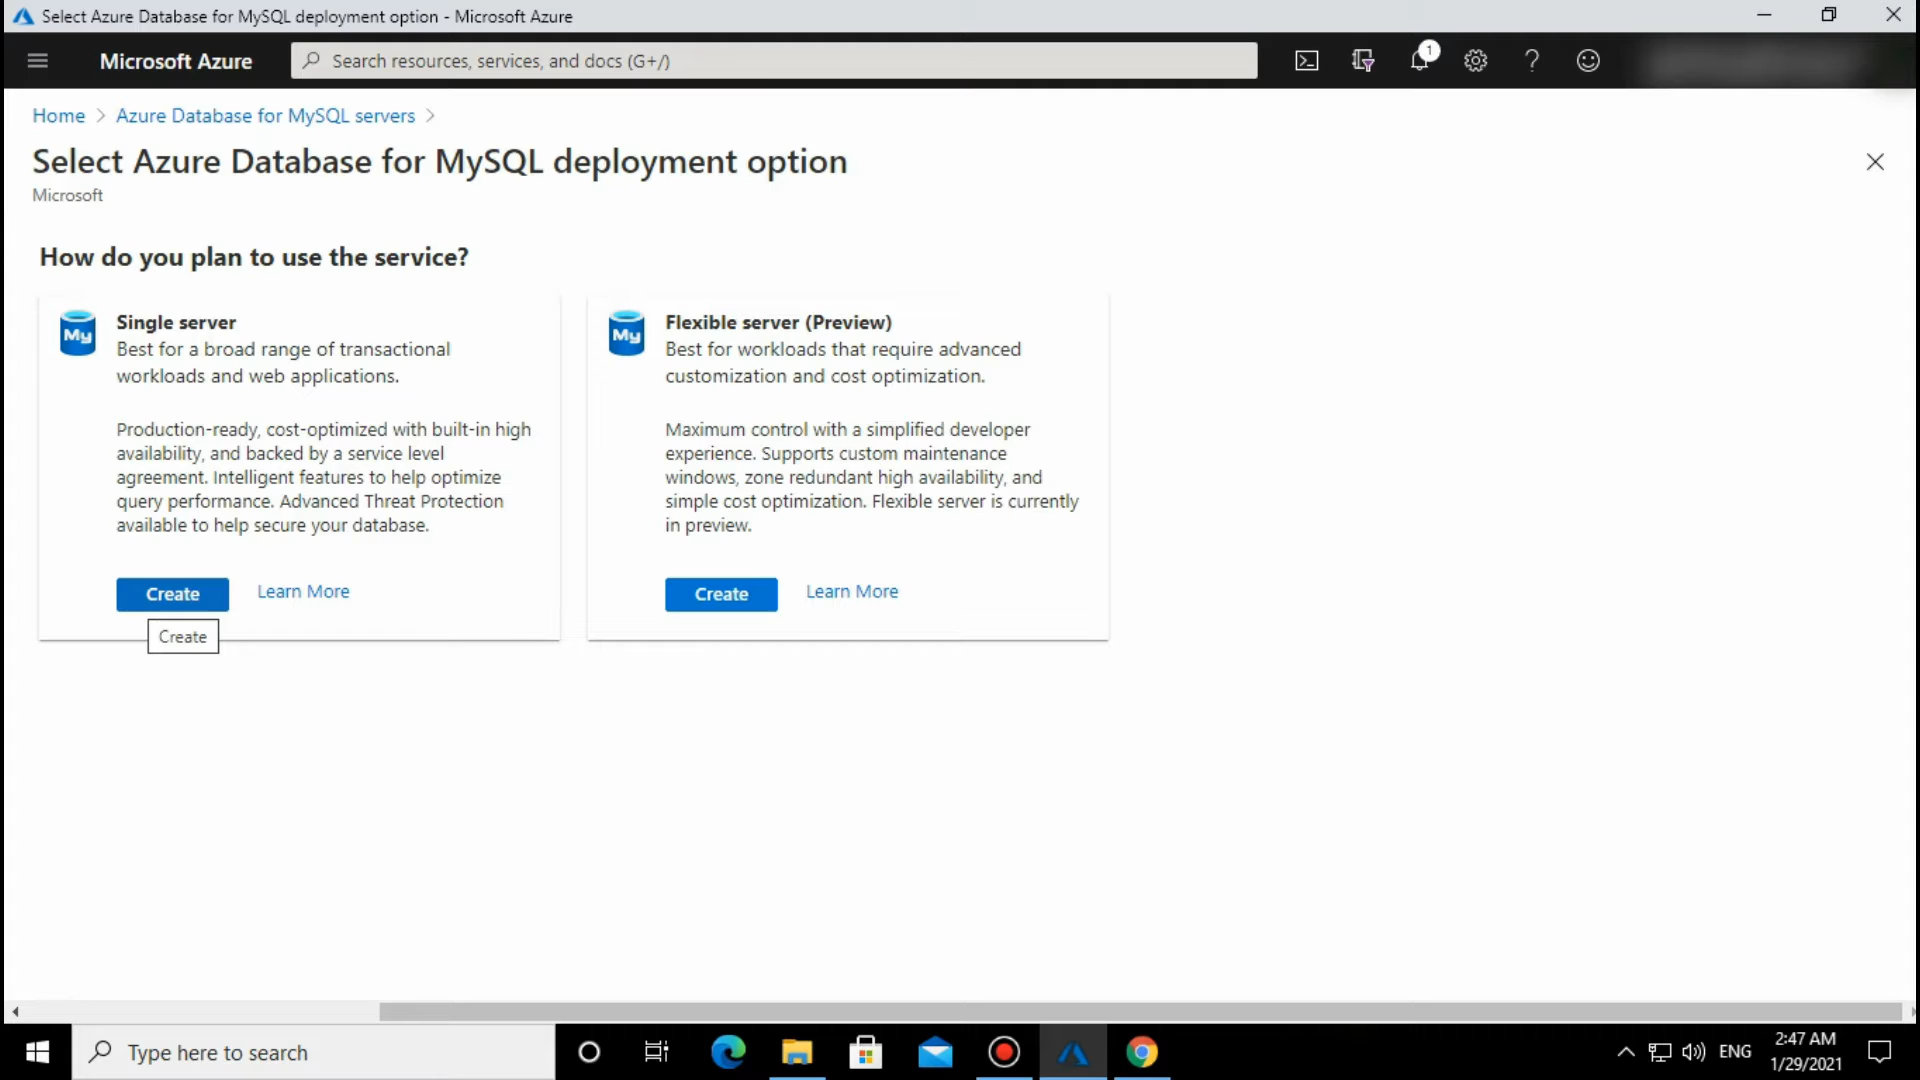 Select Azure Database for MySQL deployment option - Microsoft Azure
Microsoft Azure
Search resources, services, and docs (G+/)
1
Home > Azure Database for MySQL servers >
Select Azure Database for MySQL deployment option
Microsoft
How do you plan to use the service?
My
Single server
Best for a broad range of transactional
workloads and web applications.
Production-ready, cost-optimized with built-in high
availability, and backed by a service level
agreement. Intelligent features to help optimize
query performance. Advanced Threat Protection
available to help secure your database.
Create
Learn More
Create
My
Flexible server (Preview)
Best for workloads that require advanced
customization and cost optimization.
Maximum control with a simplified developer
experience. Supports custom maintenance
windows, zone redundant high availability, and
simple cost optimization. Flexible server is currently
in preview.
Create
Learn More
Type here to search
ENG
2:47 AM
1/29/2021